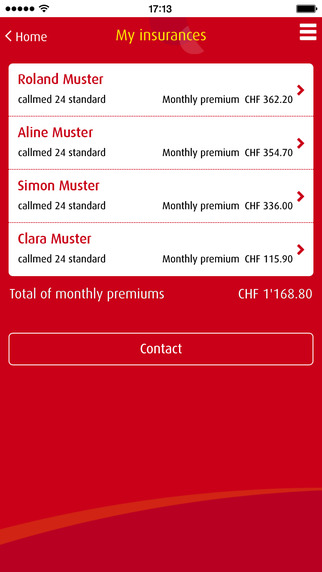 17:13
Home
My insurances
Roland Muster
callmed 24 standard Monthly premium CHF 362.20
Aline Muster
callmed 24 standard Monthly premium CHF 354.70
Simon Muster
callmed 24 standard Monthly premium CHF 336.00
Clara Muster
callmed 24 standard Monthly premium CHF 115.90
Total of monthly premiums CHF 1'168.80
Contact